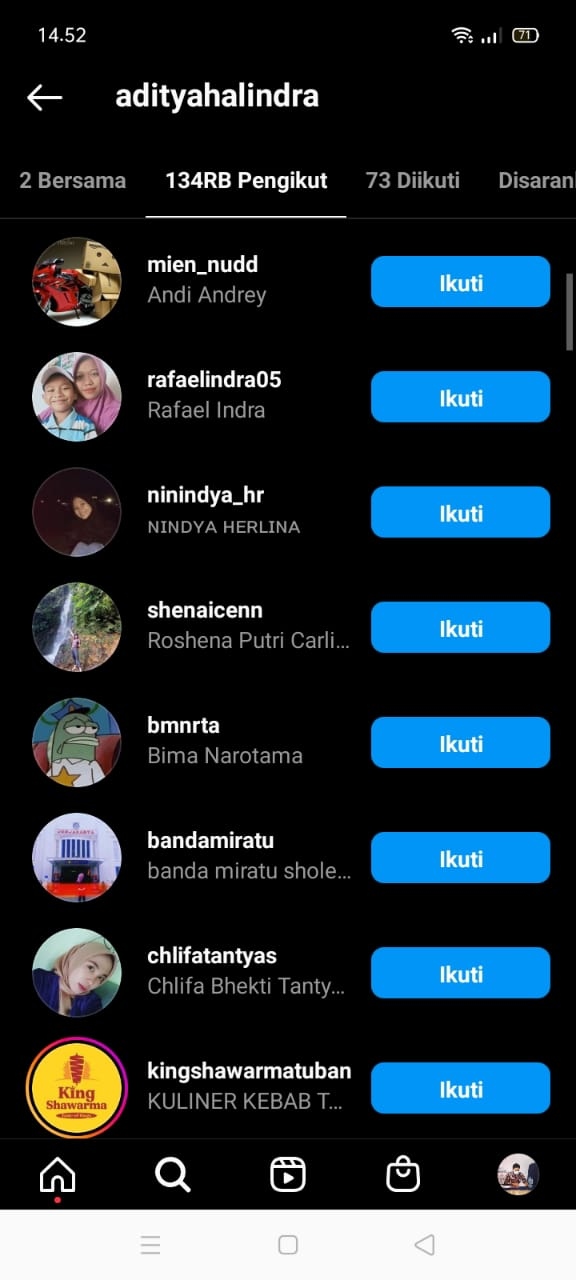 14.52
71
adityahalindra
2 Bersama 134RB Pengikut 73 Diikuti Disaran
mien_nudd
Andi Andrey
Ikuti
rafaelindra05
Rafael Indra
Ikuti
ninindya_hr
NINDYA HERLINA
Ikuti
shenaicenn
Roshena Putri Carli...
Ikuti
bmnrta
Bima Narotama
Ikuti
bandamiratu
banda miratu shole...
Ikuti
chlifatantyas
Chlifa Bhekti Tanty...
Ikuti
King
Shawarma
kingshawarmatuban
KULINER KEBAB T...
Ikuti